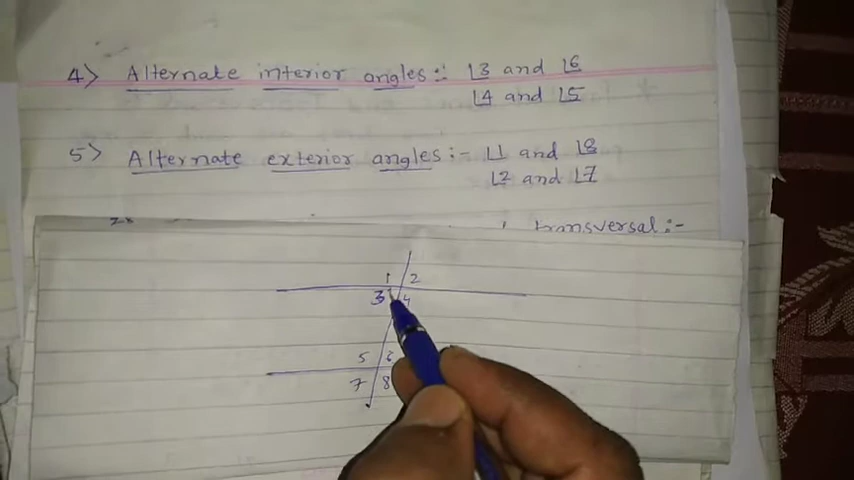 4> Alternate interior angles :: ∠3 and ∠6
∠4 and ∠5
5> Alternate exterior angles :- ∠1 and ∠8
∠2 and ∠7
transversal :-
1 2
3 4
5 6
7 8